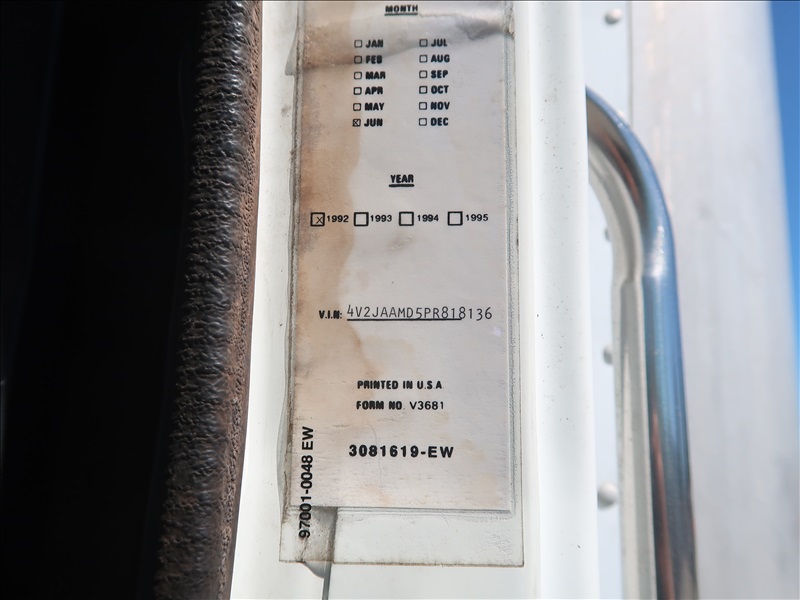 MONTH
☐ JAN ☐ JUL
☐ FEB ☐ AUG
☐ MAR ☐ SEP
☐ APR ☐ OCT
☐ MAY ☐ NOV
☒ JUN ☐ DEC
YEAR
☒ 1992 ☐ 1993 ☐ 1994 ☐ 1995
V.I.N: 4V2JAAMD5PR818136
PRINTED IN U.S.A
FORM NO. V3681
3081619-EW
97001-0048 EW